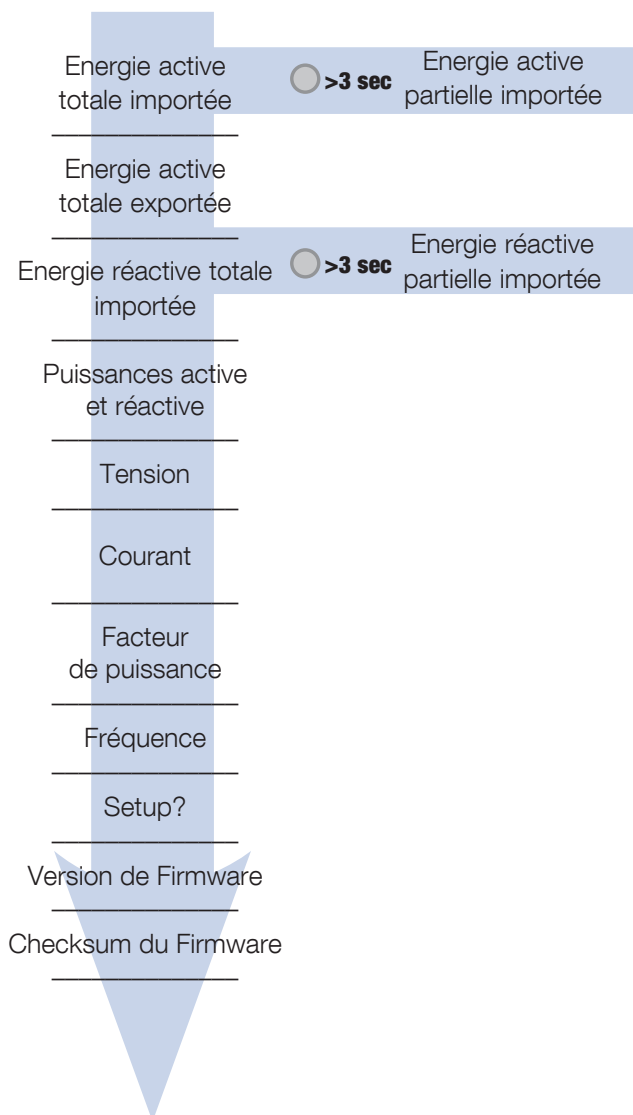 Energie active
totale importée
>3 sec
Energie active
partielle importée
Energie active
totale exportée
Energie réactive totale
importée
>3 sec
Energie réactive
partielle importée
Puissances active
et réactive
Tension
Courant
Facteur
de puissance
Fréquence
Setup?
Version de Firmware
Checksum du Firmware